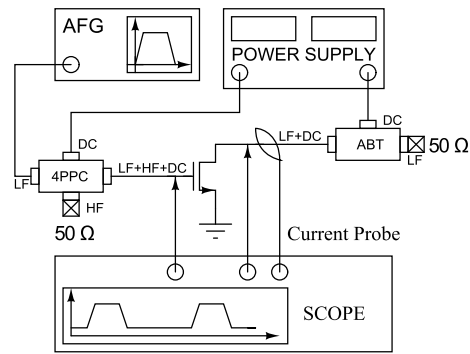 AFG
POWER SUPPLY
DC
DC
LF+DC
ABT
50 Ω
LF
LF+HF+DC
4PPC
LF
HF
50 Ω
Current Probe
SCOPE